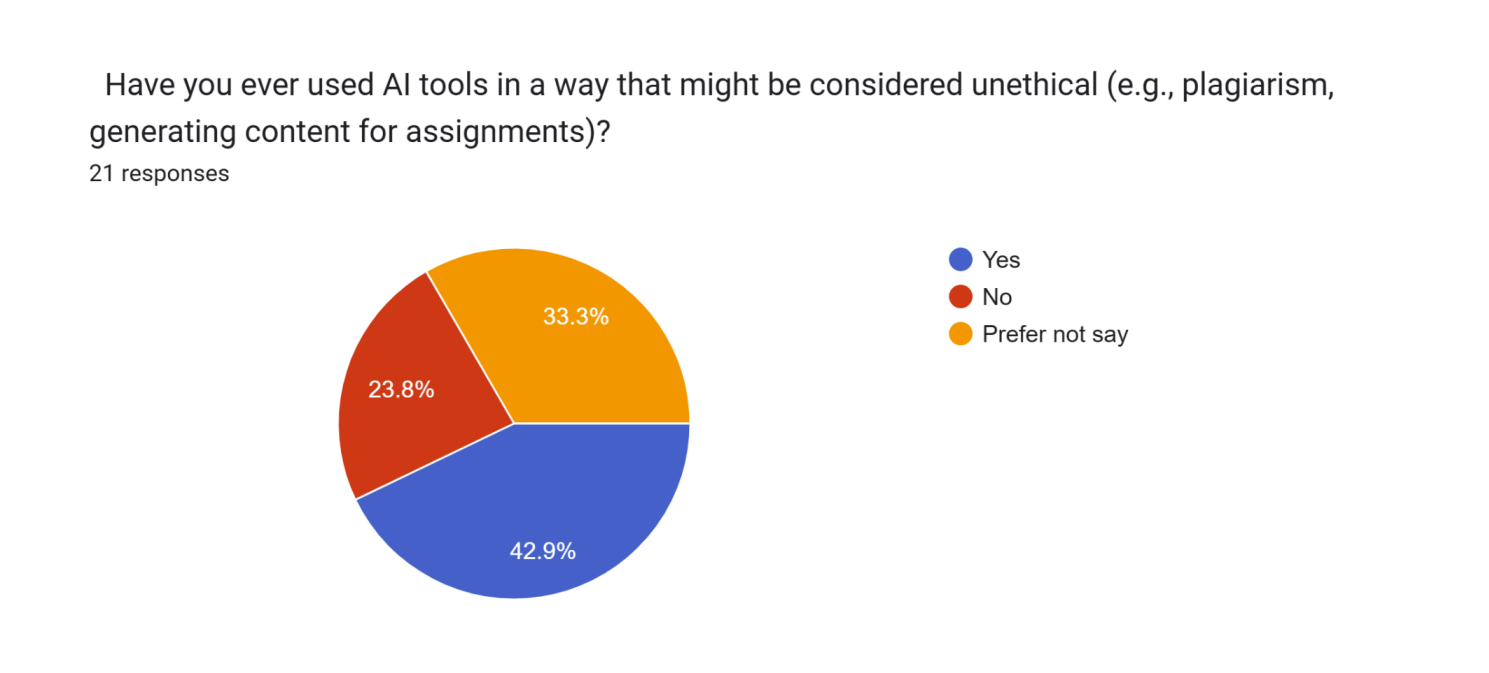 Have you ever used AI tools in a way that might be considered unethical (e.g., plagiarism,
generating content for assignments)?
21 responses
Yes
No
Prefer not say
33.3%
23.8%
42.9%